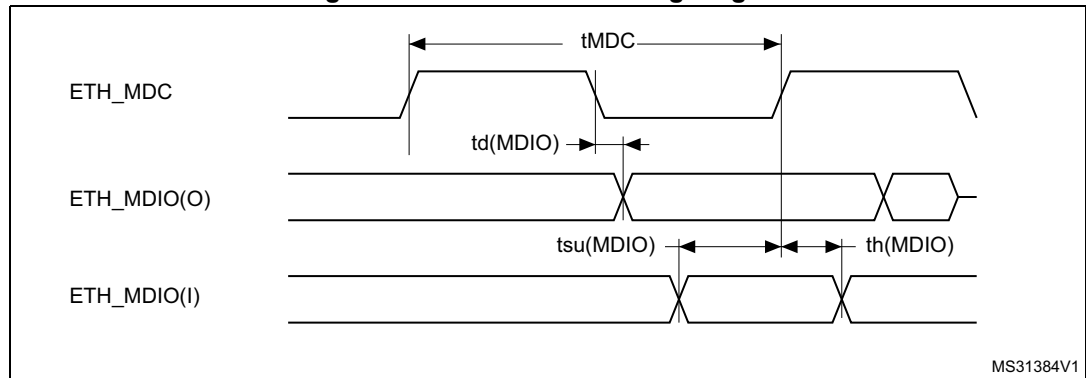 tMDC
ETH_MDC
td(MDIO)
ETH_MDIO(O)
tsu(MDIO)
th(MDIO)
ETH_MDIO(I)
MS31384V1